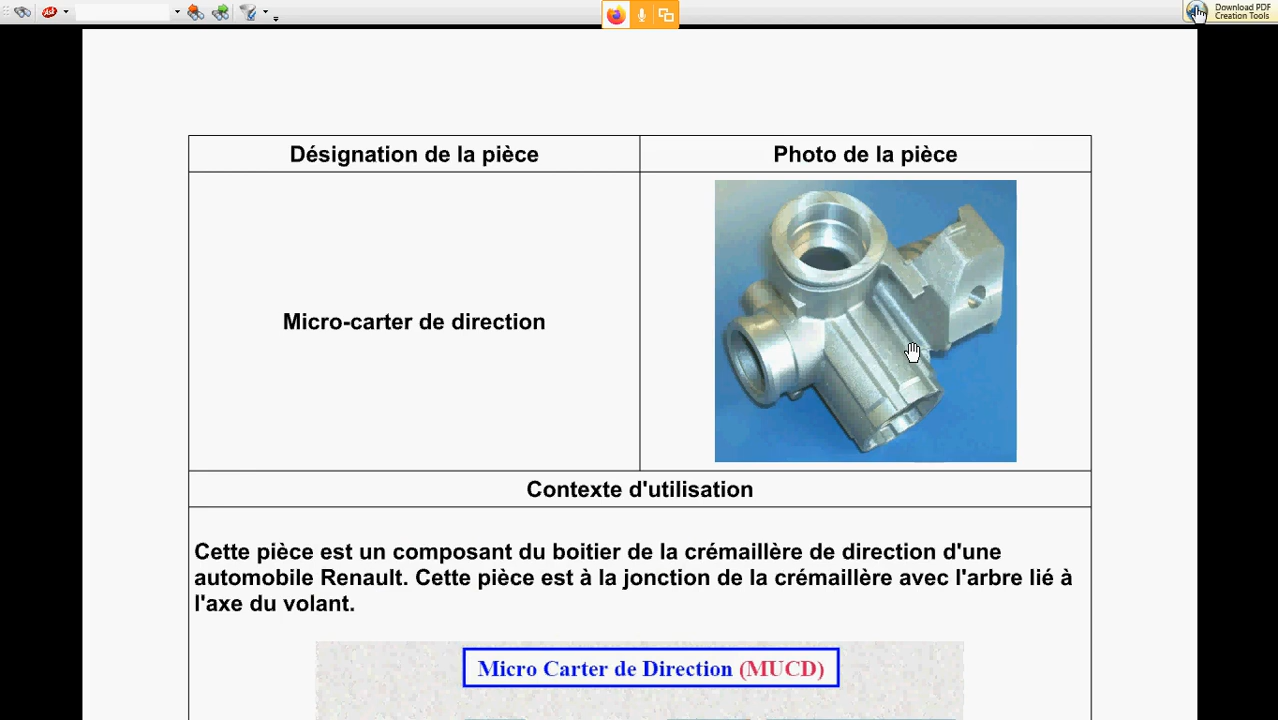 Ask
Download PDF
Creation Tools
Désignation de la pièce
Photo de la pièce
Micro-carter de direction
Contexte d'utilisation
Cette pièce est un composant du boitier de la crémaillère de direction d'une
automobile Renault. Cette pièce est à la jonction de la crémaillère avec l'arbre lié à
l'axe du volant.
Micro Carter de Direction (MUCD)